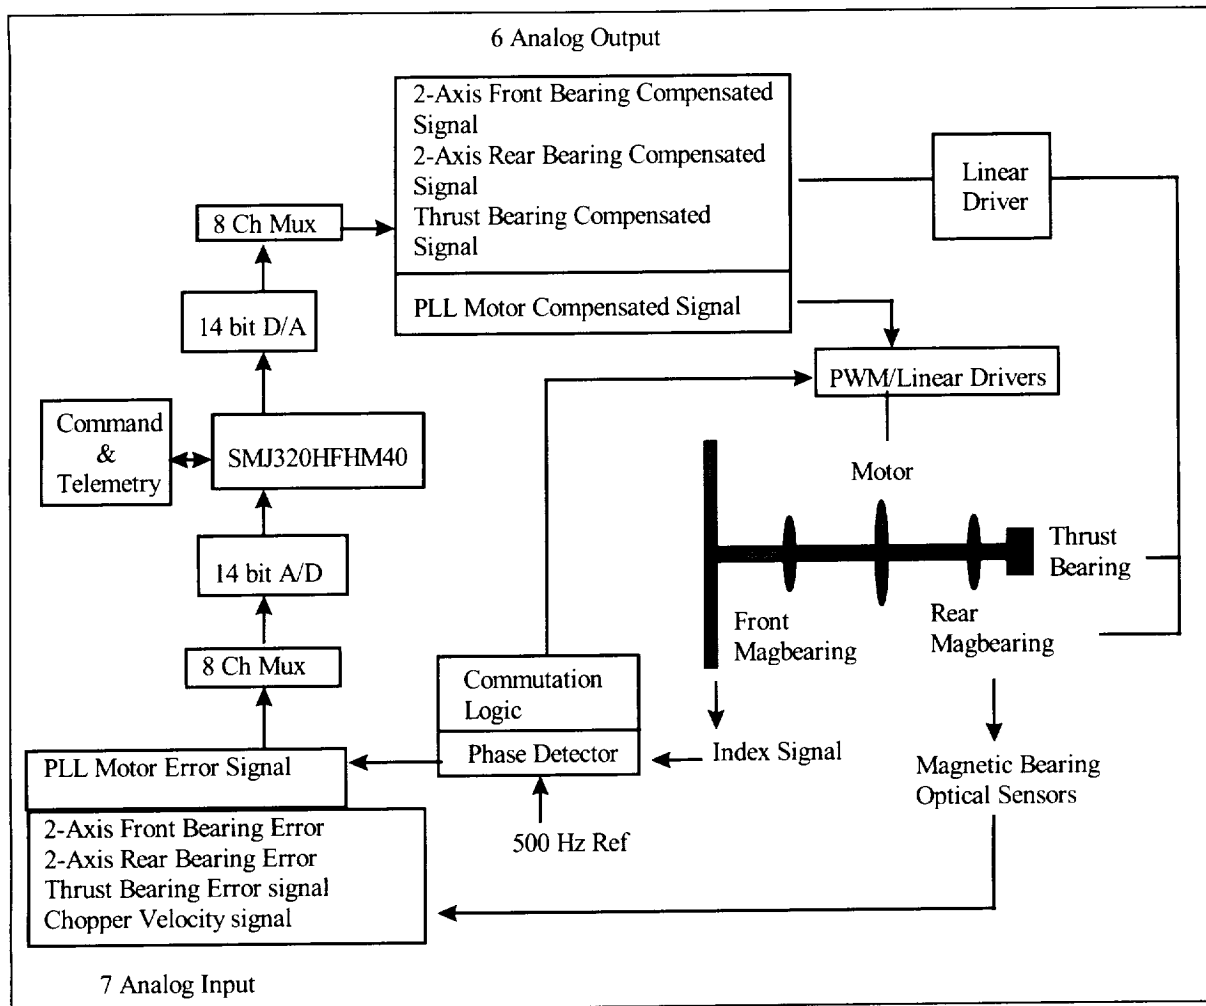 6 Analog Output
2-Axis Front Bearing Compensated
Signal
2-Axis Rear Bearing Compensated
Signal
Thrust Bearing Compensated
Signal
Linear
Driver
8 Ch Mux
PLL Motor Compensated Signal
14 bit D/A
PWM/Linear Drivers
Command
&
Telemetry
SMJ320HFHM40
Motor
Thrust
Bearing
14 bit A/D
Front
Magbearing
Rear
Magbearing
8 Ch Mux
Commutation
Logic
Phase Detector
Index Signal
PLL Motor Error Signal
Magnetic Bearing
Optical Sensors
500 Hz Ref
2-Axis Front Bearing Error
2-Axis Rear Bearing Error
Thrust Bearing Error signal
Chopper Velocity signal
7 Analog Input